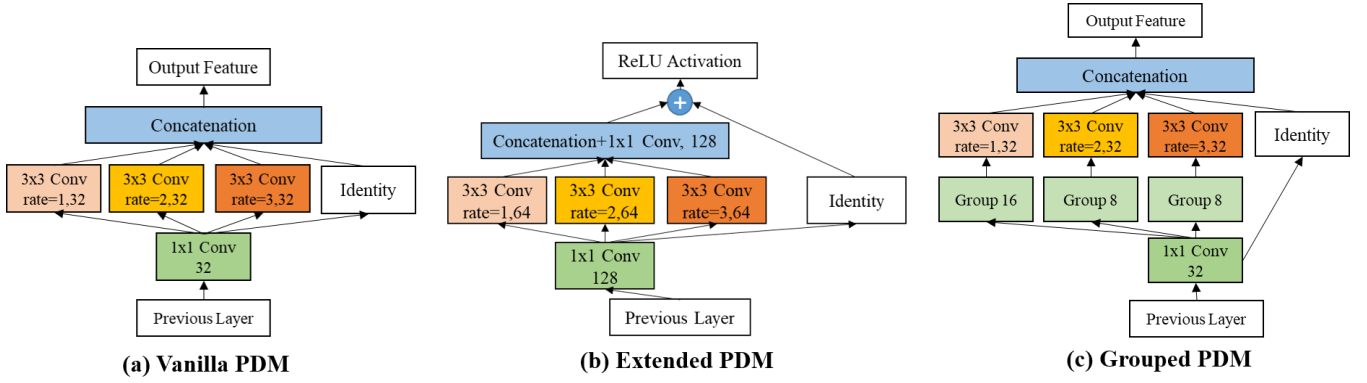 Output Feature
Concatenation
3x3 Conv
rate=1,32
3x3 Conv
rate=2,32
3x3 Conv
rate=3,32
Identity
1x1 Conv
32
Previous Layer
(a) Vanilla PDM
ReLU Activation
+
Concatenation+1x1 Conv, 128
3x3 Conv
rate=1,64
3x3 Conv
rate=2,64
3x3 Conv
rate=3,64
Identity
1x1 Conv
128
Previous Layer
(b) Extended PDM
Output Feature
Concatenation
3x3 Conv
rate=1,32
3x3 Conv
rate=2,32
3x3 Conv
rate=3,32
Identity
Group 16
Group 8
Group 8
1x1 Conv
32
Previous Layer
(c) Grouped PDM